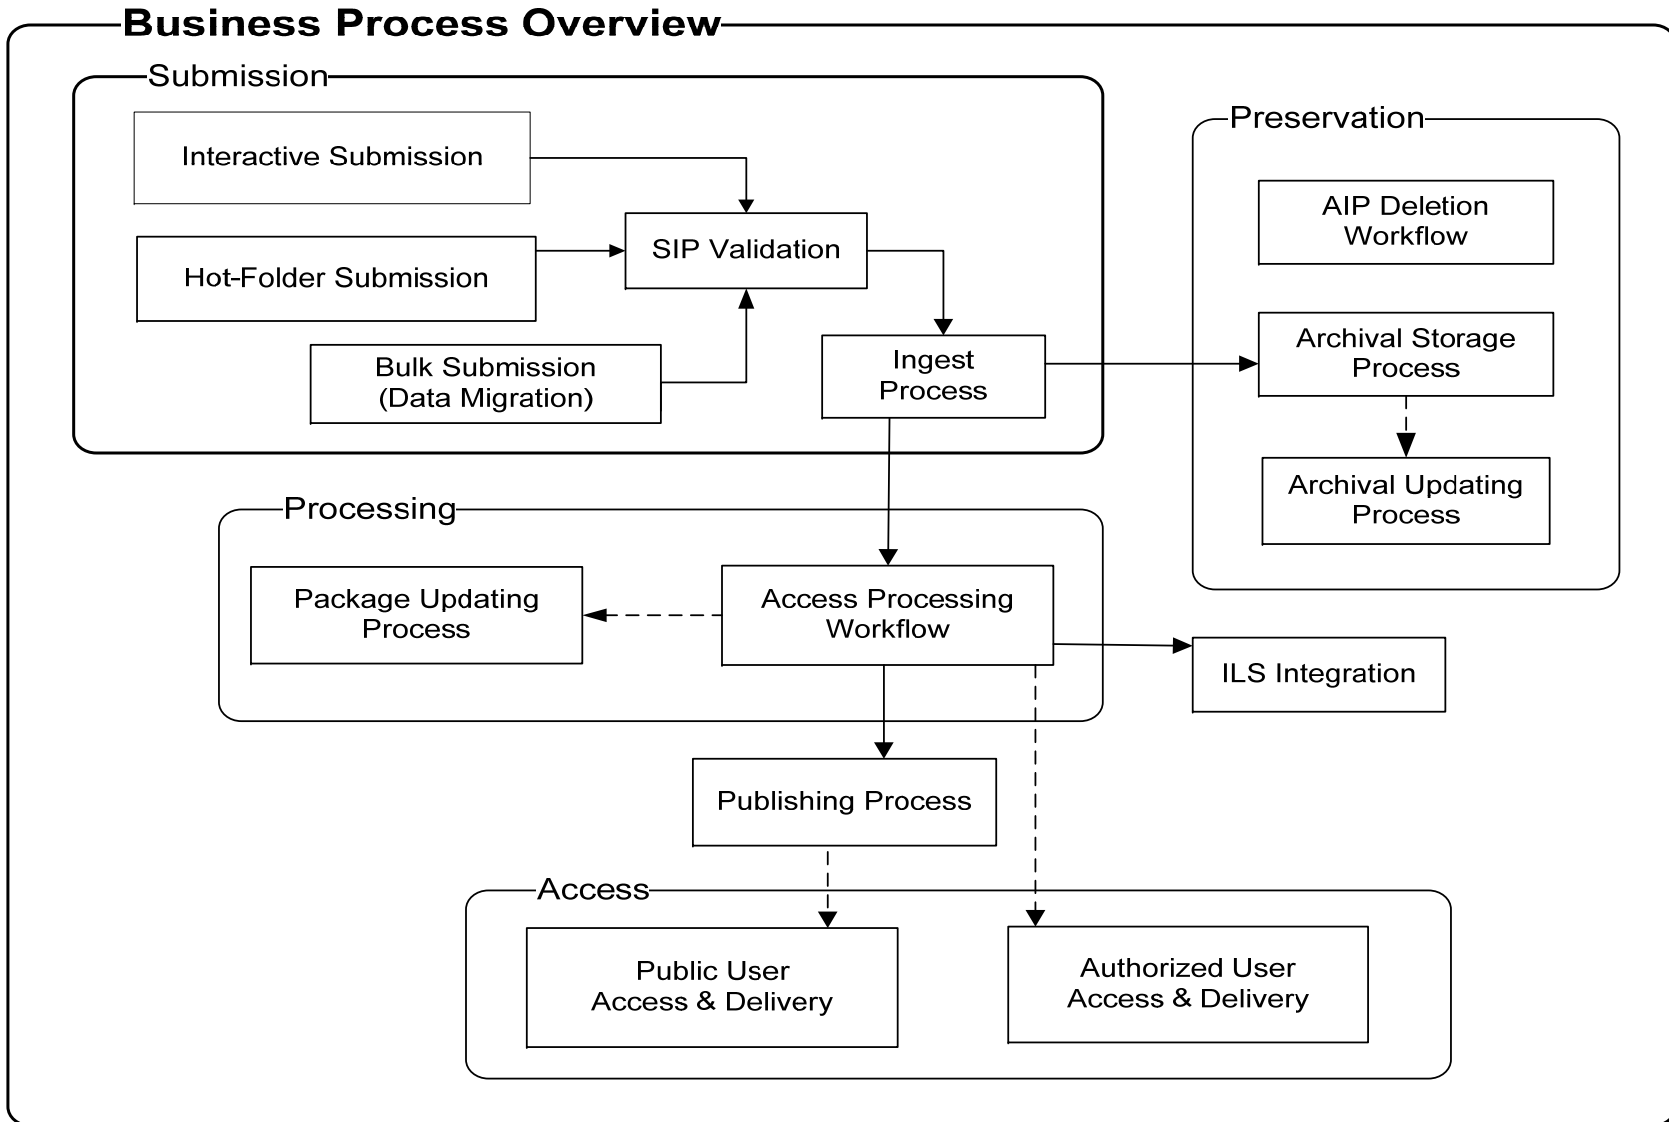 Business Process Overview
Submission
Interactive Submission
Hot-Folder Submission
Bulk Submission
(Data Migration)
SIP Validation
Ingest
Process
Preservation
AIP Deletion
Workflow
Archival Storage
Process
Archival Updating
Process
Processing
Package Updating
Process
Access Processing
Workflow
ILS Integration
Publishing Process
Access
Public User
Access & Delivery
Authorized User
Access & Delivery